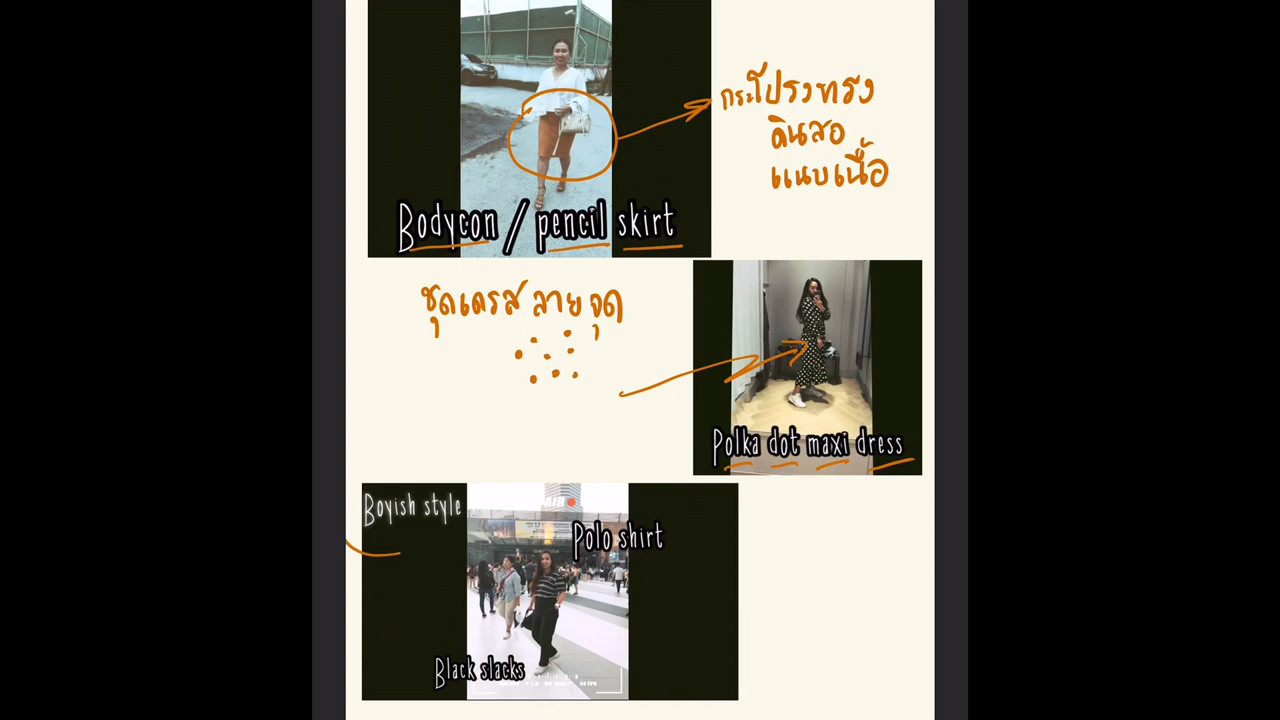 กระโปรงทรง
ดินสอ
แนบเนื้อ
Bodycon / pencil skirt
ชุดเดรส ลายจุด
Polka dot maxi dress
Boyish style
Polo shirt
Black slacks